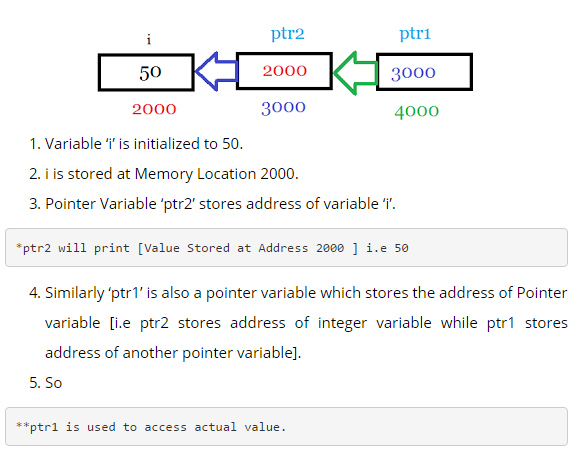 i ptr2 ptr1
50 2000 3000
2000 3000 4000
1. Variable ‘i’ is initialized to 50.
2. i is stored at Memory Location 2000.
3. Pointer Variable ‘ptr2′ stores address of variable ‘i’.
*ptr2 will print [Value Stored at Address 2000 ] i.e 50
4. Similarly ‘ptr1′ is also a pointer variable which stores the address of Pointer
variable [i.e ptr2 stores address of integer variable while ptr1 stores
address of another pointer variable].
5. So
**ptr1 is used to access actual value.